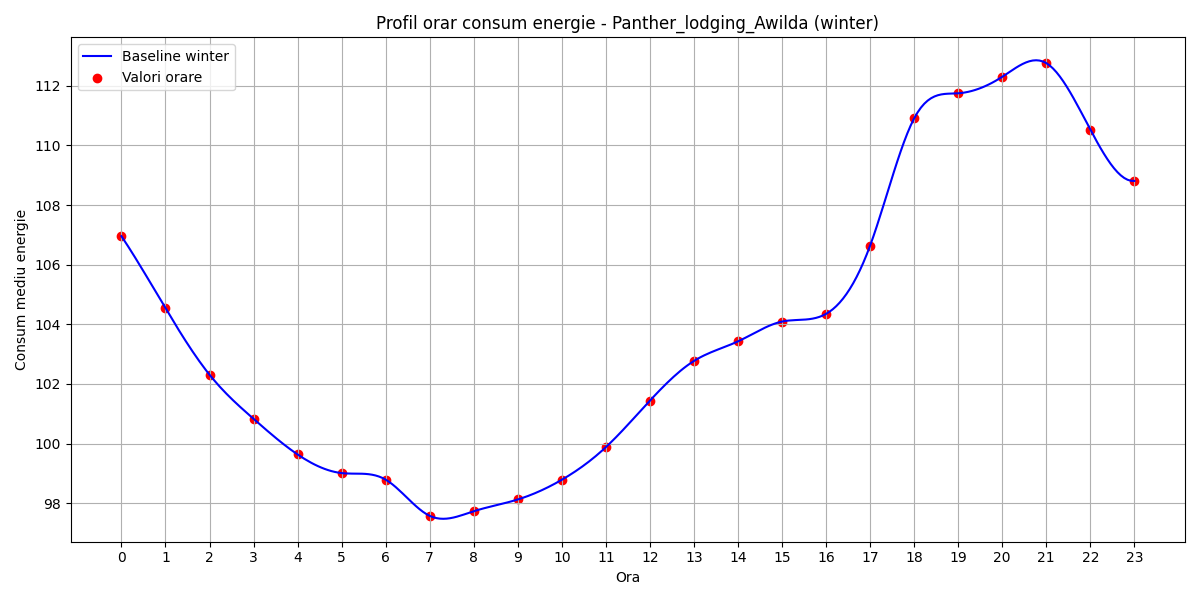 Profil orar consum energie - Panther_lodging_Awilda (winter)
Baseline winter
Valori orare
Consum mediu energie
112
110
108
106
104
102
100
98
0 1 2 3 4 5 6 7 8 9 10 11 12 13 14 15 16 17 18 19 20 21 22 23
Ora